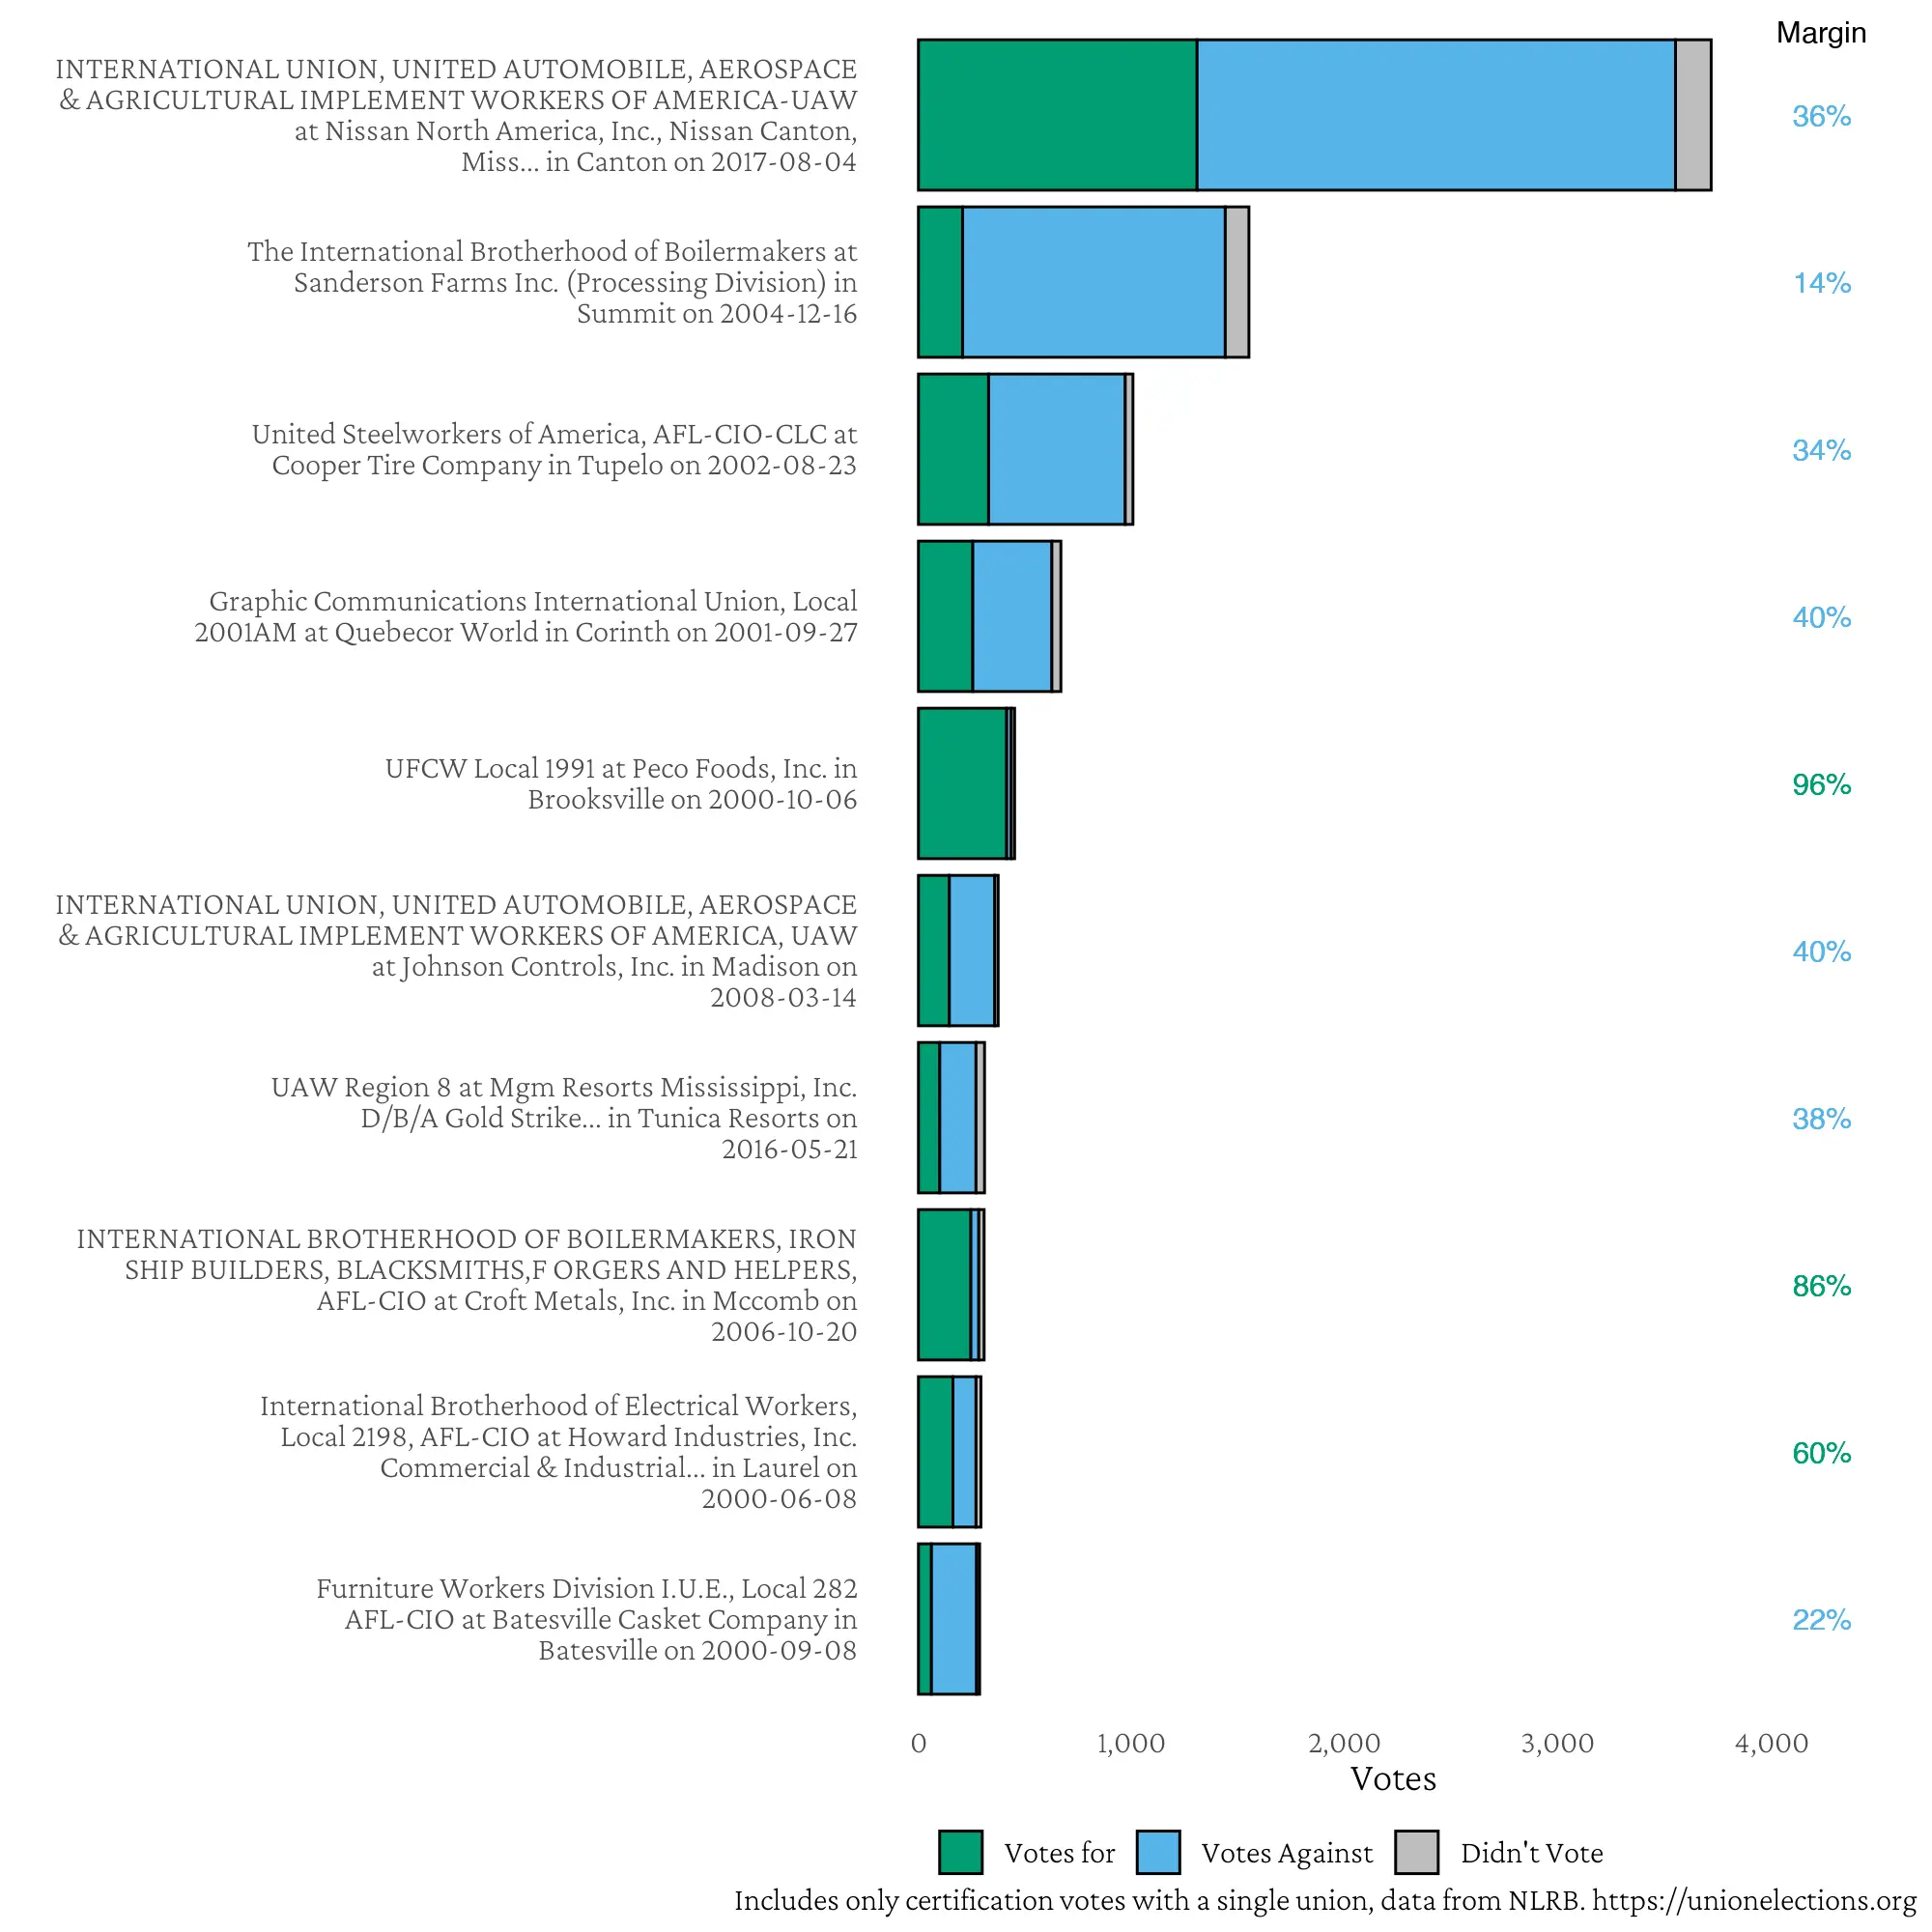 Margin
INTERNATIONAL UNION, UNITED AUTOMOBILE, AEROSPACE
& AGRICULTURAL IMPLEMENT WORKERS OF AMERICA-UAW
at Nissan North America, Inc., Nissan Canton,
Miss... in Canton on 2017-08-04
36%
The International Brotherhood of Boilermakers at
Sanderson Farms Inc. (Processing Division) in
Summit on 2004-12-16
14%
United Steelworkers of America, AFL-CIO-CLC at
Cooper Tire Company in Tupelo on 2002-08-23
34%
Graphic Communications International Union, Local
2001AM at Quebecor World in Corinth on 2001-09-27
40%
UFCW Local 1991 at Peco Foods, Inc. in
Brooksville on 2000-10-06
96%
INTERNATIONAL UNION, UNITED AUTOMOBILE, AEROSPACE
& AGRICULTURAL IMPLEMENT WORKERS OF AMERICA, UAW
at Johnson Controls, Inc. in Madison on
2008-03-14
40%
UAW Region 8 at Mgm Resorts Mississippi, Inc.
D/B/A Gold Strike... in Tunica Resorts on
2016-05-21
38%
INTERNATIONAL BROTHERHOOD OF BOILERMAKERS, IRON
SHIP BUILDERS, BLACKSMITHS,F ORGERS AND HELPERS,
AFL-CIO at Croft Metals, Inc. in Mccomb on
2006-10-20
86%
International Brotherhood of Electrical Workers,
Local 2198, AFL-CIO at Howard Industries, Inc.
Commercial & Industrial... in Laurel on
2000-06-08
60%
Furniture Workers Division I.U.E., Local 282
AFL-CIO at Batesville Casket Company in
Batesville on 2000-09-08
22%
0 1,000 2,000 3,000 4,000
Votes
Votes for Votes Against Didn't Vote
Includes only certification votes with a single union, data from NLRB. https://unionelections.org